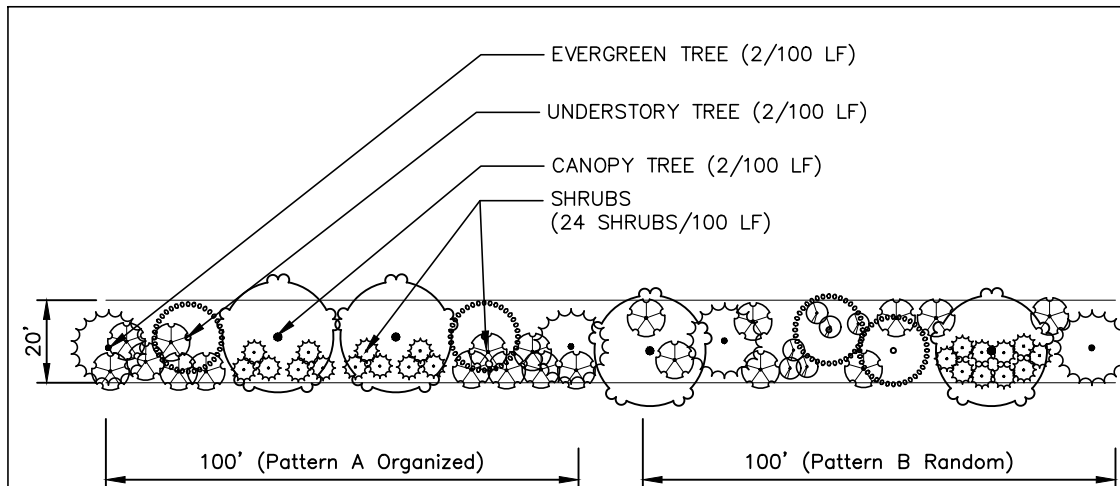 EVERGREEN TREE (2/100 LF)
UNDERSTORY TREE (2/100 LF)
CANOPY TREE (2/100 LF)
SHRUBS
(24 SHRUBS/100 LF)
20'
100' (Pattern A Organized)
100' (Pattern B Random)